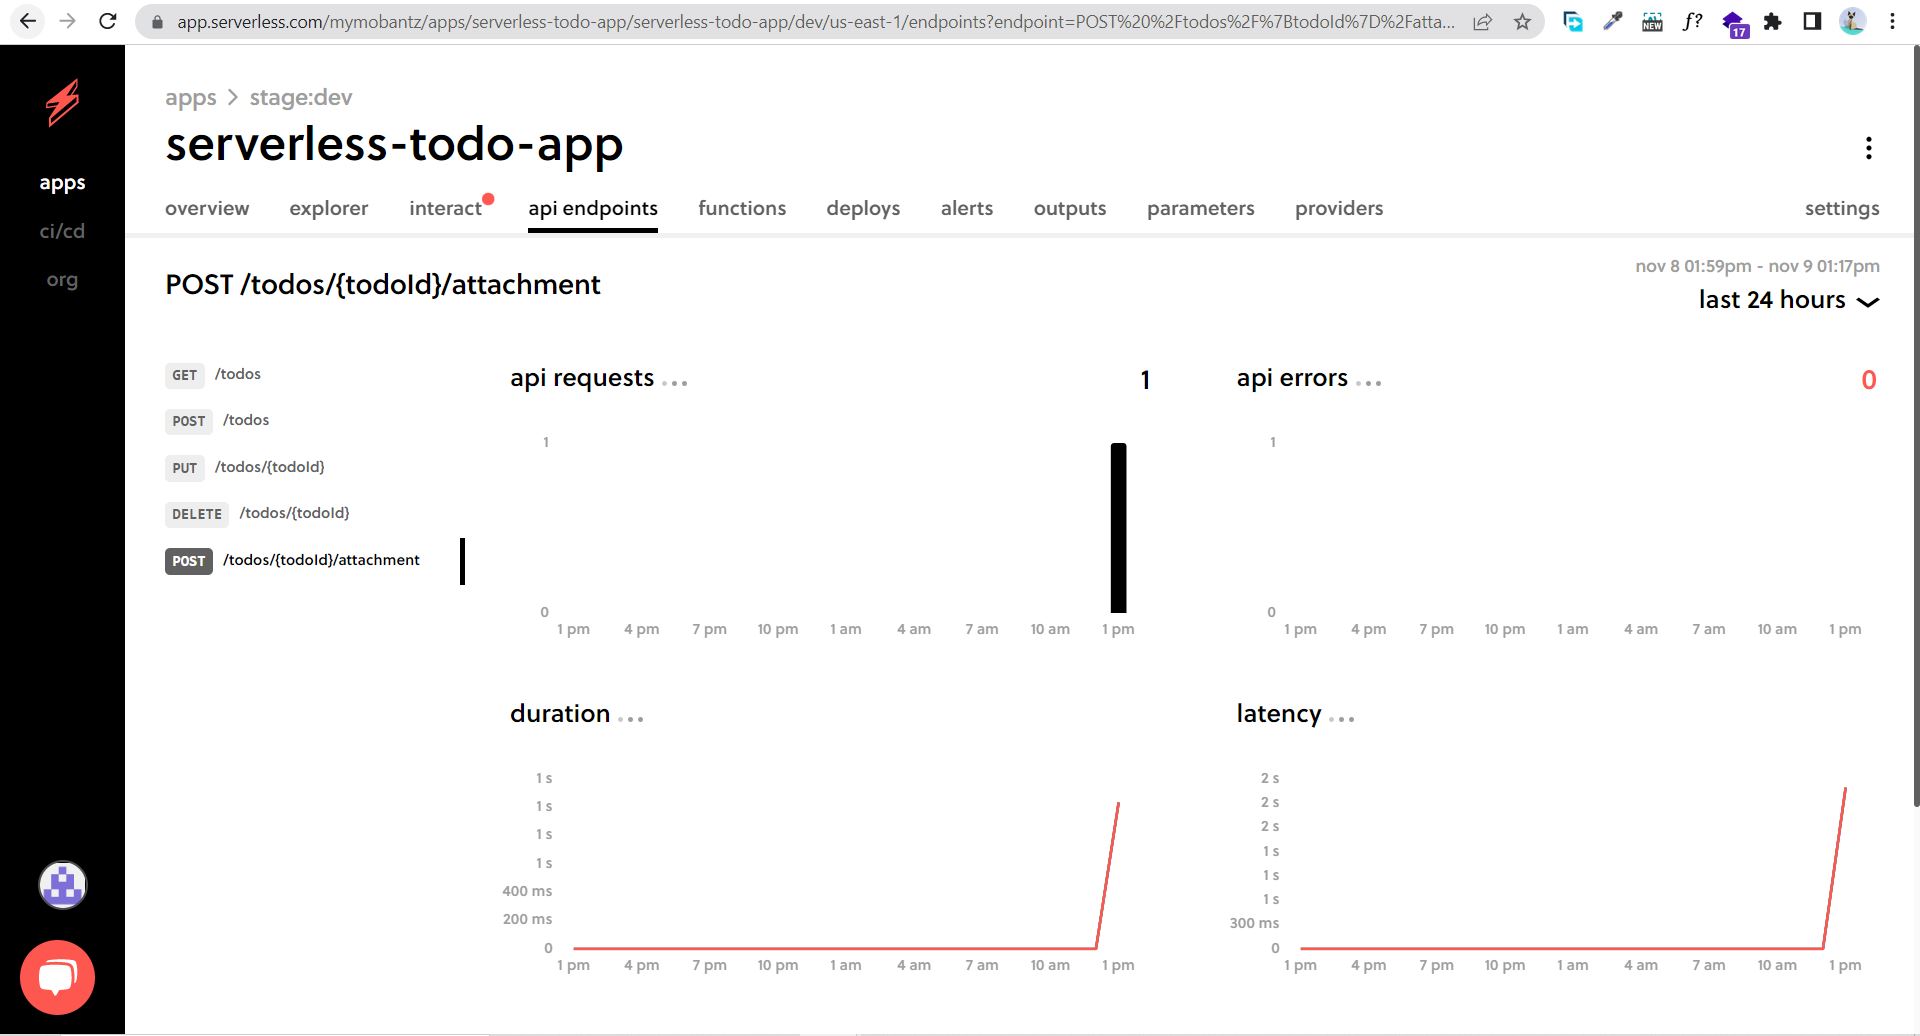 app.serverless.com/mymobantz/apps/serverless-todo-app/serverless-todo-app/dev/us-east-1/endpoints?endpoint=POST%20%2Ftodos%2F%7BtodoId%7D%2Fatta...
f?
NEW
17
apps
ci/cd
org
apps > stage:dev
serverless-todo-app
overview explorer interact api endpoints functions deploys alerts outputs parameters providers settings
POST /todos/{todoId}/attachment
nov 8 01:59pm - nov 9 01:17pm
last 24 hours
GET /todos
POST /todos
PUT /todos/{todoId}
DELETE /todos/{todoId}
POST /todos/{todoId}/attachment
api requests ... 1
1
0
1 pm 4 pm 7 pm 10 pm 1 am 4 am 7 am 10 am 1 pm
api errors ... 0
1
0
1 pm 4 pm 7 pm 10 pm 1 am 4 am 7 am 10 am 1 pm
duration ...
1 s
1 s
1 s
1 s
400 ms
200 ms
0
1 pm 4 pm 7 pm 10 pm 1 am 4 am 7 am 10 am 1 pm
latency ...
2 s
2 s
2 s
1 s
1 s
1 s
300 ms
0
1 pm 4 pm 7 pm 10 pm 1 am 4 am 7 am 10 am 1 pm